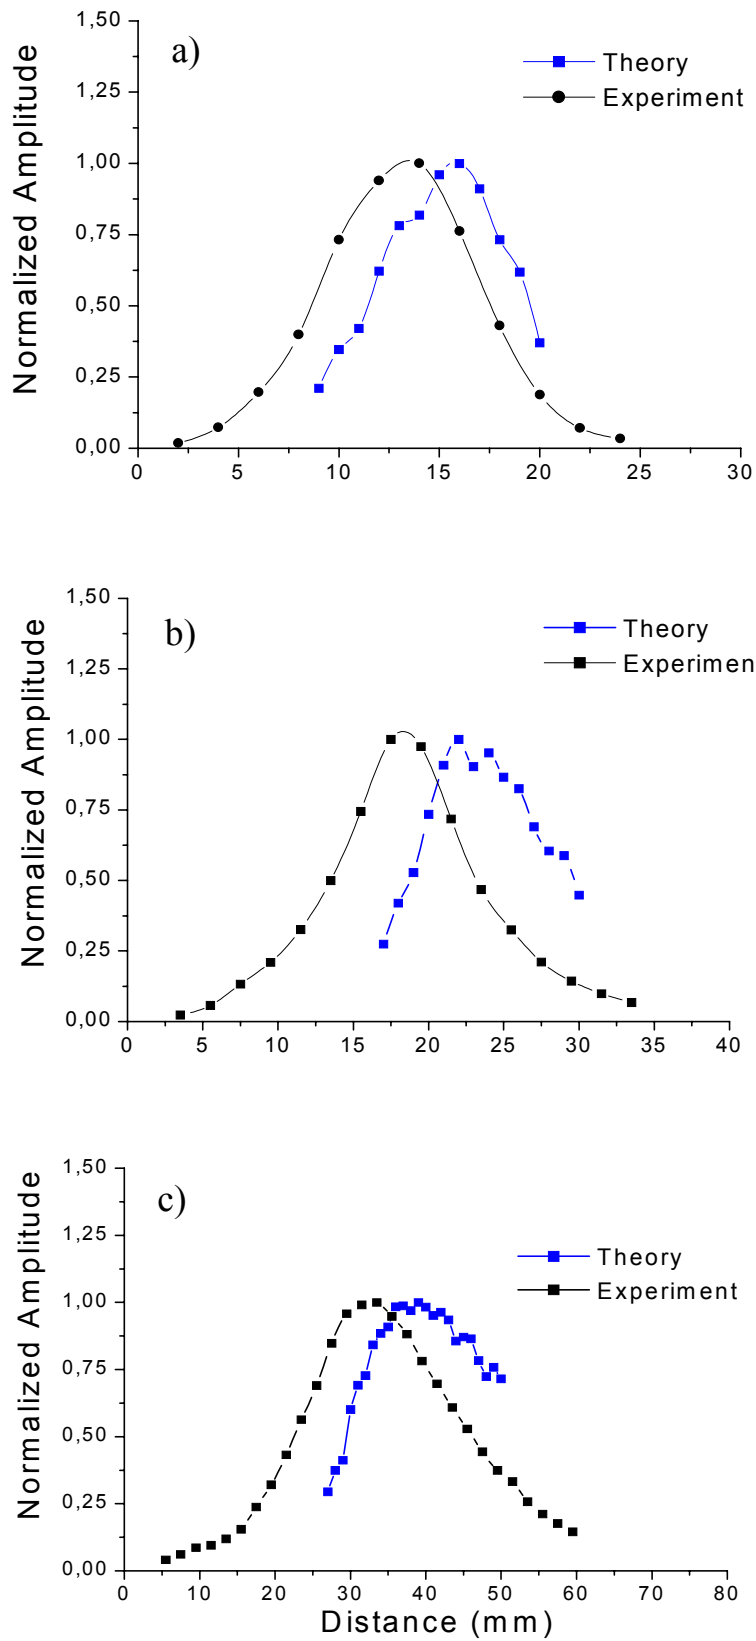 a)
Theory
Experiment
Normalized Amplitude
1,50
1,25
1,00
0,75
0,50
0,25
0,00
0 5 10 15 20 25 30
b)
Theory
Experimen
Normalized Amplitude
1,50
1,25
1,00
0,75
0,50
0,25
0,00
0 5 10 15 20 25 30 35 40
c)
Theory
Experiment
Normalized Amplitude
1,50
1,25
1,00
0,75
0,50
0,25
0,00
0 10 20 30 40 50 60 70 80
Distance (mm)